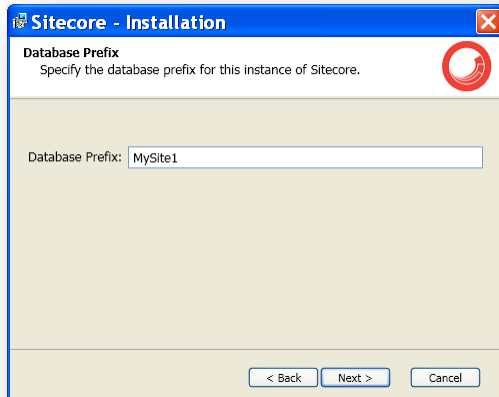 Sitecore - Installation
Database Prefix
Specify the database prefix for this instance of Sitecore.
Database Prefix: MySite1
< Back Next > Cancel